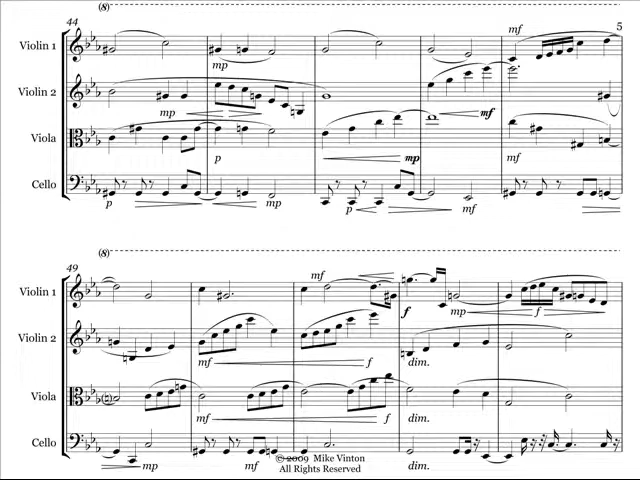 (8)
44
mf
5
Violin 1
mp
Violin 2
mp
mf
Viola
p
mp
mf
Cello
p
mp
p
mf
(8)
49
mf
Violin 1
f
mp
f
Violin 2
mf
f
dim.
Viola
mf
f
dim.
Cello
mp
mf
dim.
© 2009 Mike Vinton
All Rights Reserved